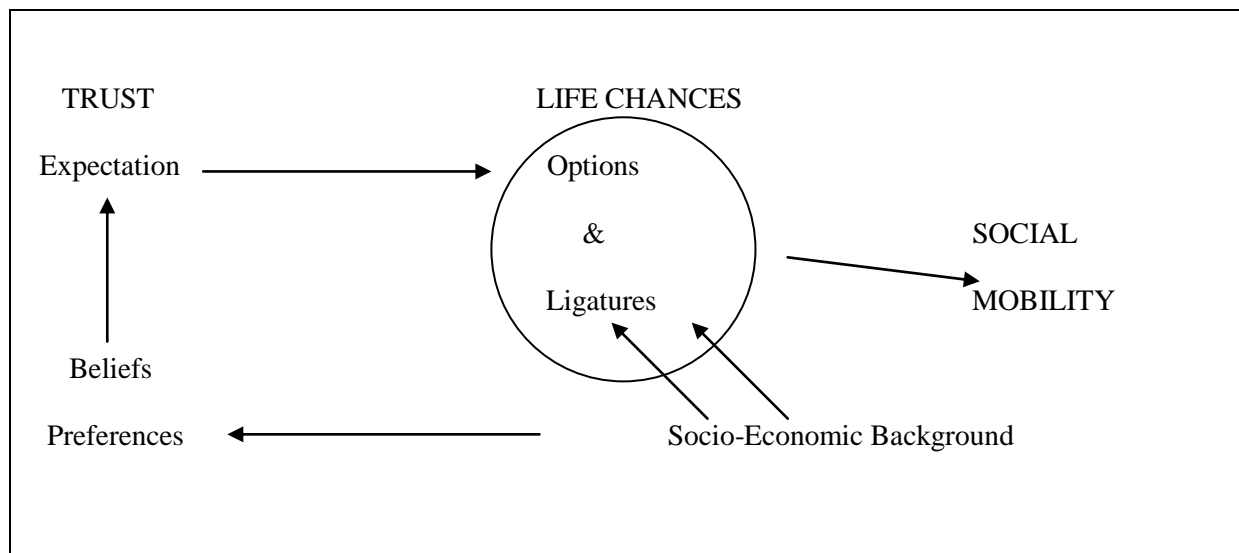 TRUST
LIFE CHANCES
Expectation
Options
&
SOCIAL
Ligatures
MOBILITY
Beliefs
Preferences
Socio-Economic Background